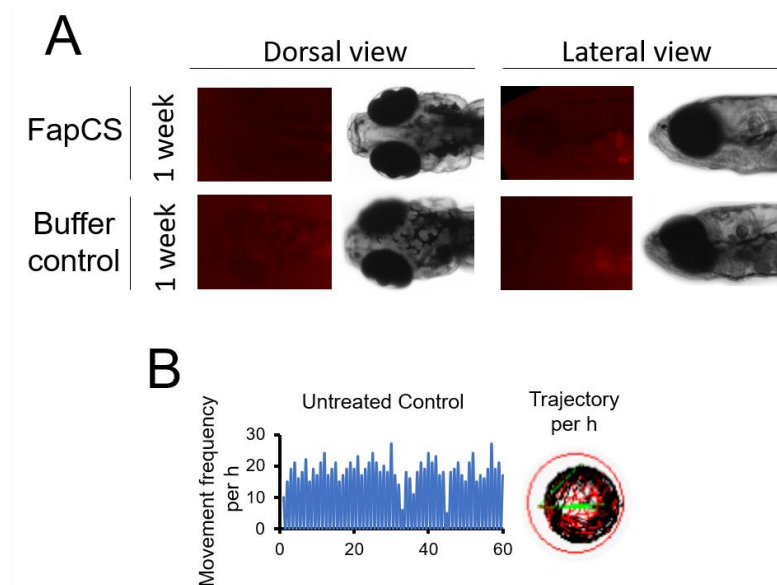 A
Dorsal view
Lateral view
FapCS
1 week
Buffer
control
1 week
B
Untreated Control
Trajectory
per h
Movement frequency
per h
30
20
10
0
0
20
40
60